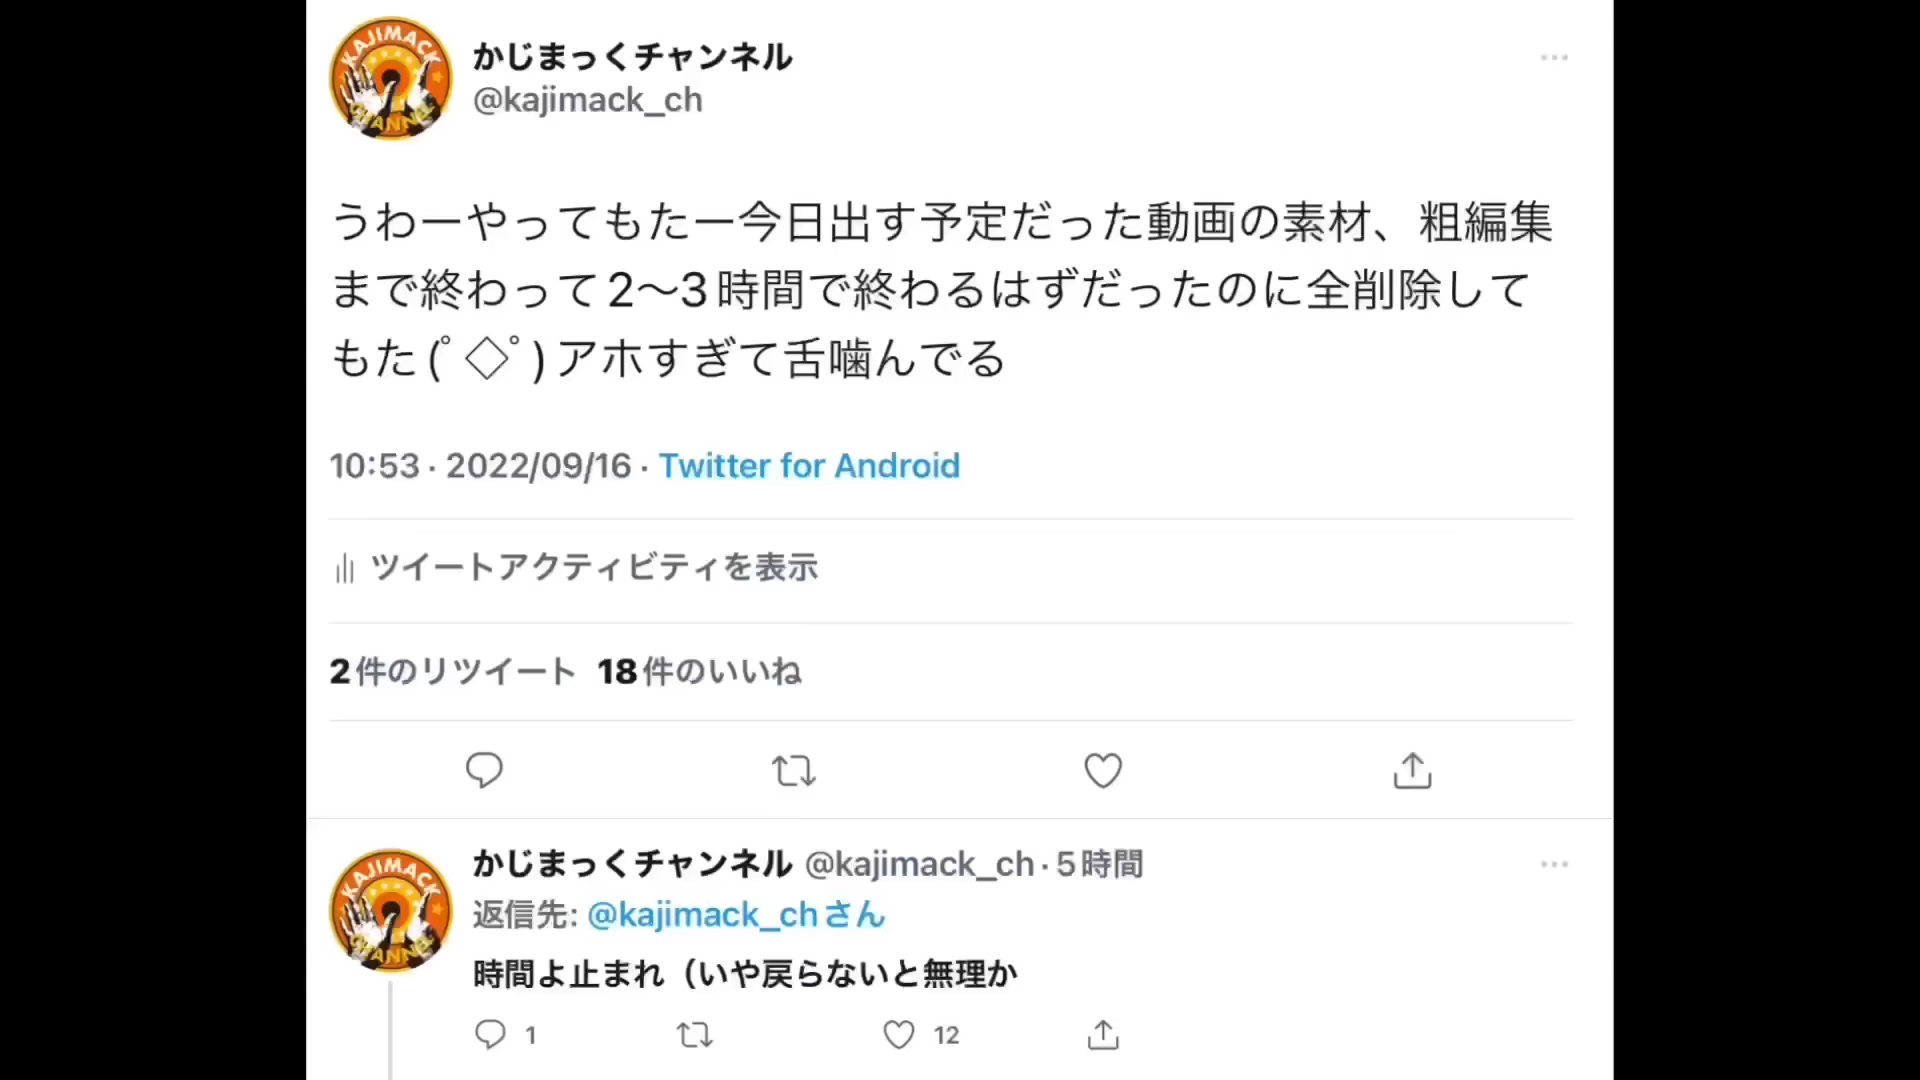 KAJIMACK
CHANNEL
かじまっくチャンネル
@kajimack_ch
うわーやってもたー今日出す予定だった動画の素材、粗編集
まで終わって2〜3時間で終わるはずだったのに全削除して
もた(ﾟ◇ﾟ)アホすぎて舌噛んでる
10:53 · 2022/09/16 · Twitter for Android
ツイートアクティビティを表示
2件のリツイート 18件のいいね
KAJIMACK
CHANNEL
かじまっくチャンネル @kajimack_ch · 5時間
返信先: @kajimack_chさん
時間よ止まれ（いや戻らないと無理か
1 12